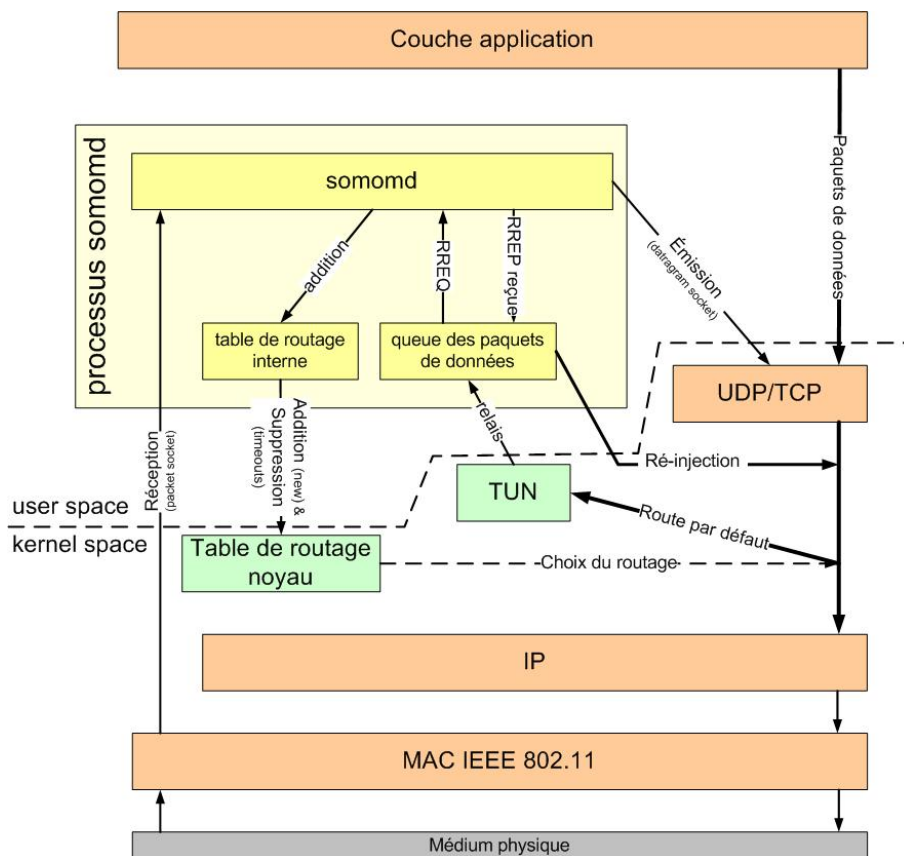 Couche application
processus somomd
somomd
Paquets de données
Émission
(datragram socket)
addition
RREQ
RREP reçue
table de routage
interne
queue des paquets
de données
UDP/TCP
Réception
(packet socket)
Addition (new) &
Suppression
(timeouts)
relais
Ré-injection
TUN
Route par défaut
user space
kernel space
Table de routage
noyau
Choix du routage
IP
MAC IEEE 802.11
Médium physique